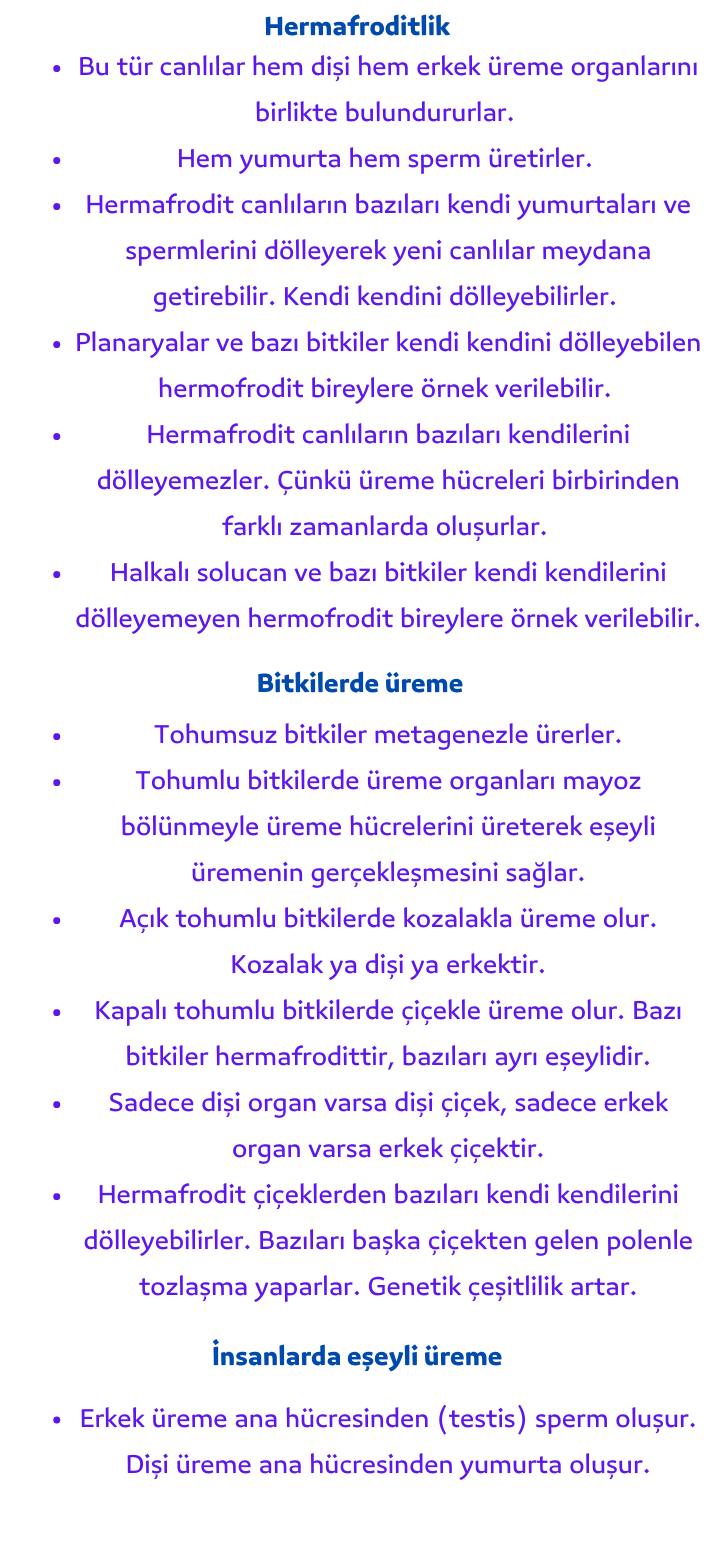 Hermafroditlik
• Bu tür canlılar hem dişi hem erkek üreme organlarını
birlikte bulundururlar.
• Hem yumurta hem sperm üretirler.
• Hermafrodit canlıların bazıları kendi yumurtaları ve
spermlerini dölleyerek yeni canlılar meydana
getirebilir. Kendi kendini dölleyebilirler.
• Planaryalar ve bazı bitkiler kendi kendini dölleyebilen
hermofrodit bireylere örnek verilebilir.
• Hermafrodit canlıların bazıları kendilerini
dölleyemezler. Çünkü üreme hücreleri birbirinden
farklı zamanlarda oluşurlar.
• Halkalı solucan ve bazı bitkiler kendi kendilerini
dölleyemeyen hermofrodit bireylere örnek verilebilir.
Bitkilerde üreme
• Tohumsuz bitkiler metagenezle ürerler.
• Tohumlu bitkilerde üreme organları mayoz
bölünmeyle üreme hücrelerini üreterek eşeyli
üremenin gerçekleşmesini sağlar.
• Açık tohumlu bitkilerde kozalakla üreme olur.
Kozalak ya dişi ya erkektir.
• Kapalı tohumlu bitkilerde çiçekle üreme olur. Bazı
bitkiler hermafrodittir, bazıları ayrı eşeylidir.
• Sadece dişi organ varsa dişi çiçek, sadece erkek
organ varsa erkek çiçektir.
• Hermafrodit çiçeklerden bazıları kendi kendilerini
dölleyebilirler. Bazıları başka çiçekten gelen polenle
tozlaşma yaparlar. Genetik çeşitlilik artar.
İnsanlarda eşeyli üreme
• Erkek üreme ana hücresinden (testis) sperm oluşur.
Dişi üreme ana hücresinden yumurta oluşur.